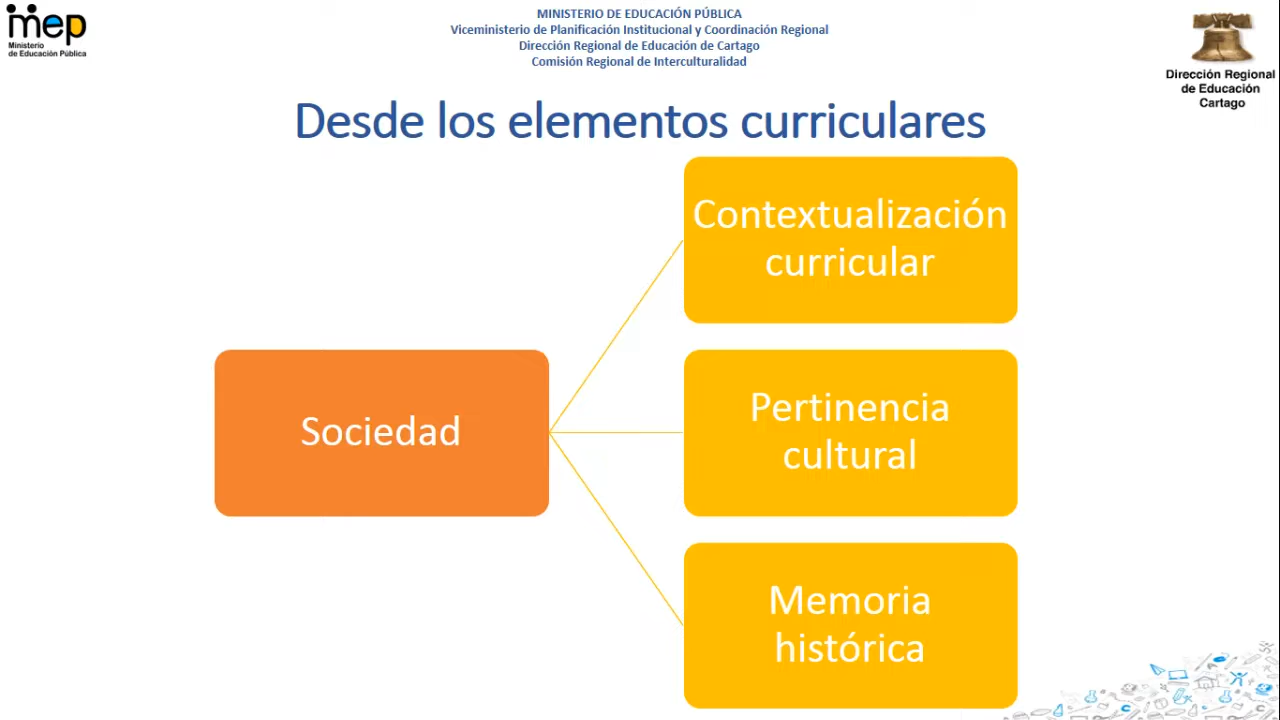 mep
Ministerio
de Educación Pública
MINISTERIO DE EDUCACIÓN PÚBLICA
Viceministerio de Planificación Institucional y Coordinación Regional
Dirección Regional de Educación de Cartago
Comisión Regional de Interculturalidad
Dirección Regional
de Educación
Cartago
Desde los elementos curriculares
Sociedad
Contextualización
curricular
Pertinencia
cultural
Memoria
histórica